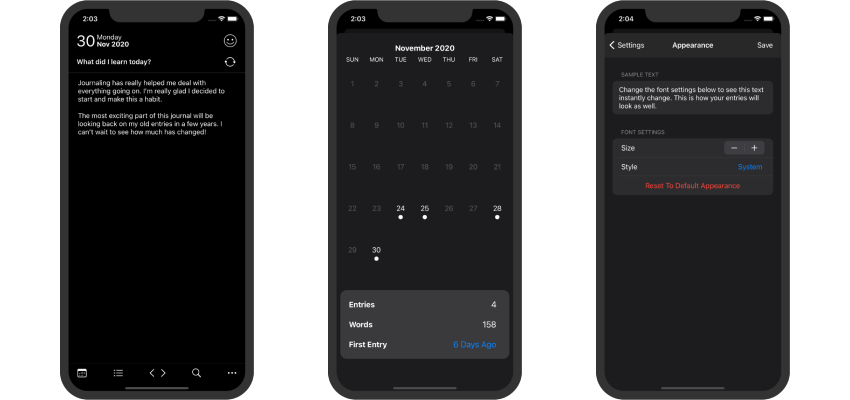 2:03
30 Monday
Nov 2020
What did I learn today?
Journaling has really helped me deal with
everything going on. I'm really glad I decided to
start and make this a habit.
The most exciting part of this journal will be
looking back on my old entries in a few years. I
can't wait to see how much has changed!
2:03
November 2020
SUN MON TUE WED THU FRI SAT
1 2 3 4 5 6 7
8 9 10 11 12 13 14
15 16 17 18 19 20 21
22 23 24 25 26 27 28
29 30
Entries 4
Words 158
First Entry 6 Days Ago
2:04
Settings Appearance Save
SAMPLE TEXT
Change the font settings below to see this text
instantly change. This is how your entries will
look as well.
FONT SETTINGS
Size − +
Style System
Reset To Default Appearance